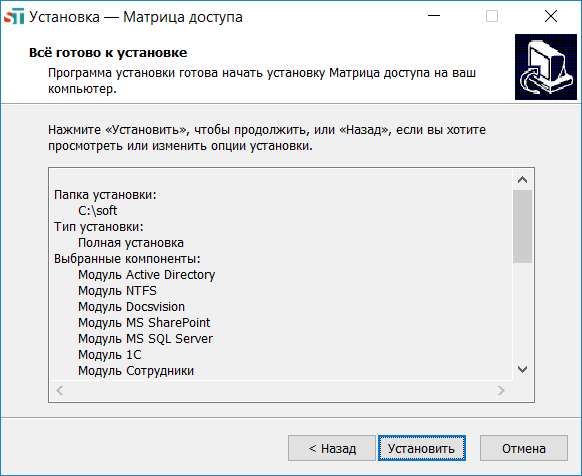 Установка — Матрица доступа
Всё готово к установке
Программа установки готова начать установку Матрица доступа на ваш
компьютер.
Нажмите «Установить», чтобы продолжить, или «Назад», если вы хотите
просмотреть или изменить опции установки.
Папка установки:
C:\soft
Тип установки:
Полная установка
Выбранные компоненты:
Модуль Active Directory
Модуль NTFS
Модуль Docsvision
Модуль MS SharePoint
Модуль MS SQL Server
Модуль 1С
Модуль Сотрудники
< Назад
Установить
Отмена